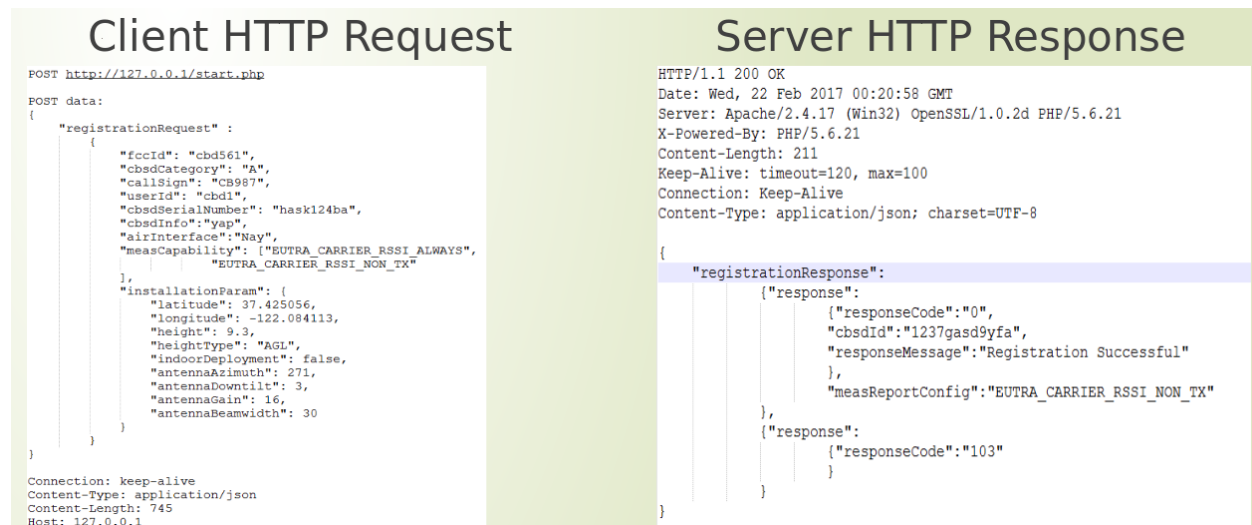 Client HTTP Request
POST http://127.0.0.1/start.php
POST data:
{
    "registrationRequest" :
        {
            "fccId": "cbd561",
            "cbsdCategory": "A",
            "callSign": "CB987",
            "userId": "cbd1",
            "cbsdSerialNumber": "hask124ba",
            "cbsdInfo":"yap",
            "airInterface":"Nay",
            "measCapability": ["EUTRA_CARRIER_RSSI_ALWAYS",
                        "EUTRA_CARRIER_RSSI_NON_TX"
            ],
            "installationParam": {
                "latitude": 37.425056,
                "longitude": -122.084113,
                "height": 9.3,
                "heightType": "AGL",
                "indoorDeployment": false,
                "antennaAzimuth": 271,
                "antennaDowntilt": 3,
                "antennaGain": 16,
                "antennaBeamwidth": 30
            }
        }
}
Connection: keep-alive
Content-Type: application/json
Content-Length: 745
Host: 127.0.0.1
Server HTTP Response
HTTP/1.1 200 OK
Date: Wed, 22 Feb 2017 00:20:58 GMT
Server: Apache/2.4.17 (Win32) OpenSSL/1.0.2d PHP/5.6.21
X-Powered-By: PHP/5.6.21
Content-Length: 211
Keep-Alive: timeout=120, max=100
Connection: Keep-Alive
Content-Type: application/json; charset=UTF-8
{
    "registrationResponse":
            {"response":
                    {"responseCode":"0",
                    "cbsdId":"1237gasd9yfa",
                    "responseMessage":"Registration Successful"
                    },
                    "measReportConfig":"EUTRA_CARRIER_RSSI_NON_TX"
            },
            {"response":
                    {"responseCode":"103"
                    }
            }
}